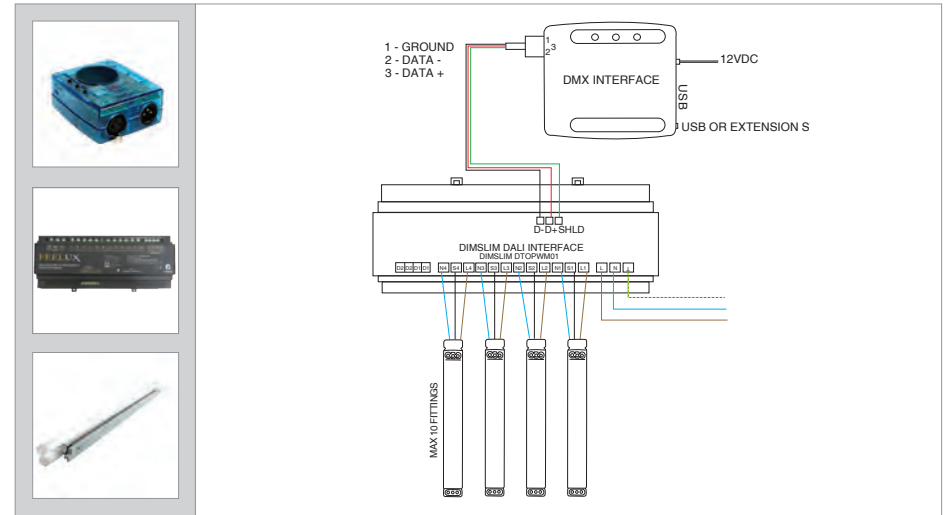 1 - GROUND
2 - DATA -
3 - DATA +
1
2
3
DMX INTERFACE
12VDC
USB
USB OR EXTENSION S
D-D+SHLD
DIMSLIM DALI INTERFACE
DIMSLIM DTOPWM01
D2 D2 D1 D1 N4 S4 L4 N3 S3 L3 N2 S2 L2 N1 S1 L1 L N
MAX 10 FITTINGS
FEELUX